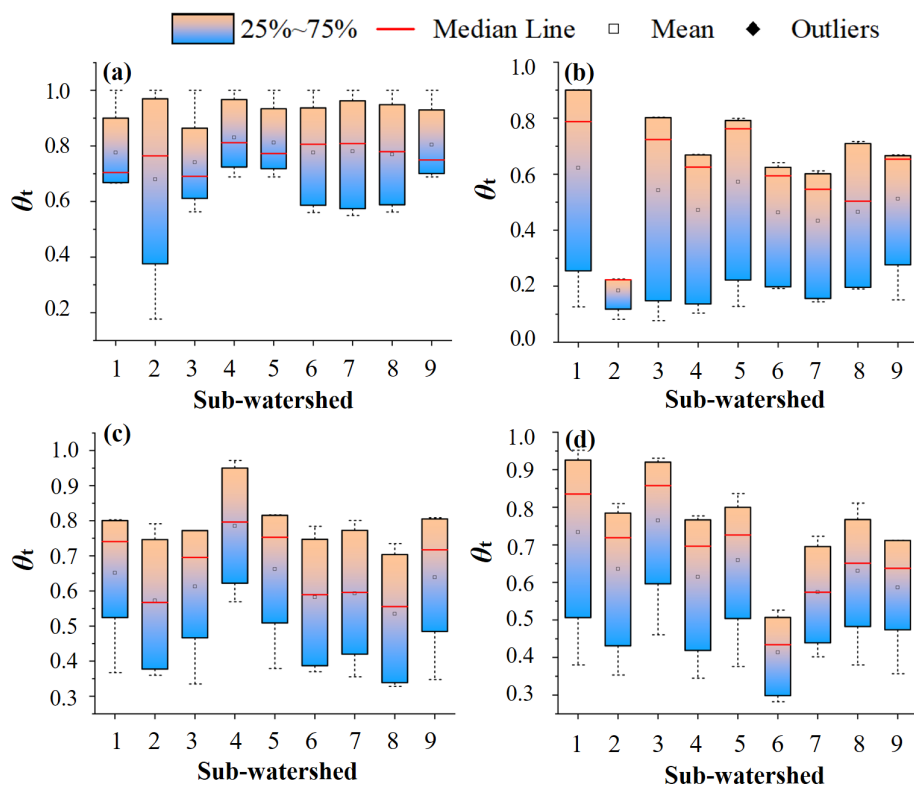 25%~75% Median Line Mean Outliers
(a)
1.0
0.8
0.6
0.4
0.2
θt
1 2 3 4 5 6 7 8 9
Sub-watershed
(b)
1.0
0.8
0.6
0.4
0.2
0.0
θt
1 2 3 4 5 6 7 8 9
Sub-watershed
(c)
1.0
0.9
0.8
0.7
0.6
0.5
0.4
0.3
θt
1 2 3 4 5 6 7 8 9
Sub-watershed
(d)
1.0
0.9
0.8
0.7
0.6
0.5
0.4
0.3
θt
1 2 3 4 5 6 7 8 9
Sub-watershed